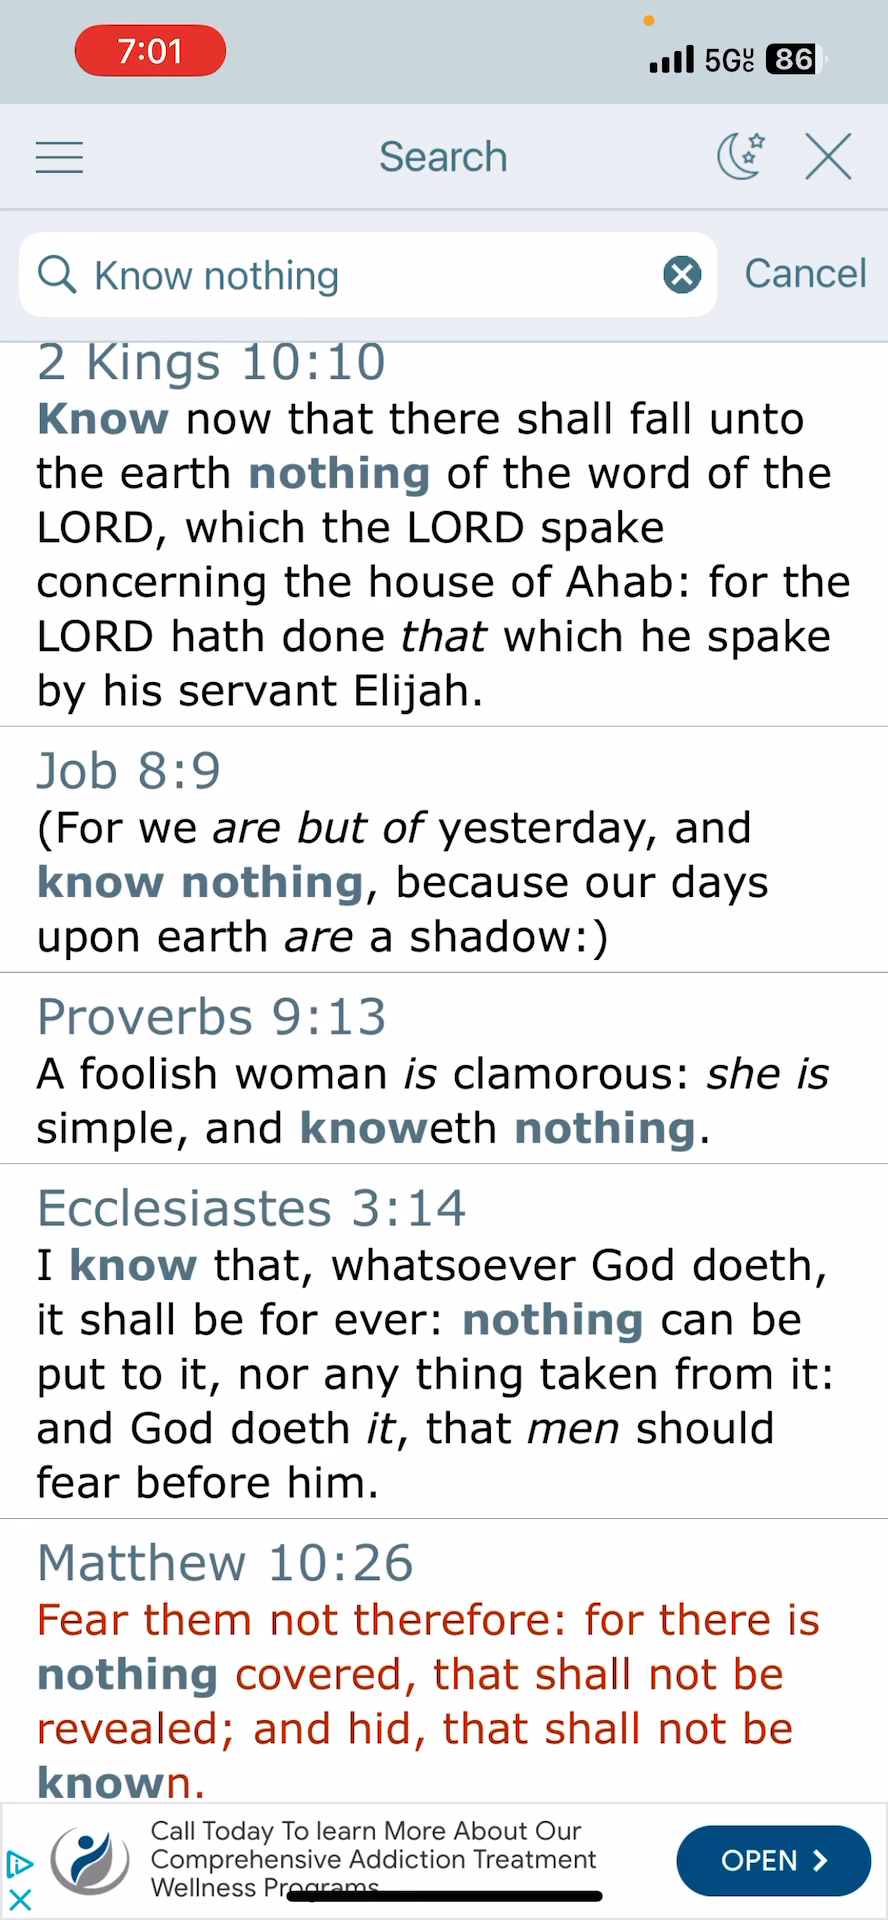 7:01
5GUC 86
Search
Know nothing
Cancel
2 Kings 10:10
Know now that there shall fall unto
the earth nothing of the word of the
LORD, which the LORD spake
concerning the house of Ahab: for the
LORD hath done that which he spake
by his servant Elijah.
Job 8:9
(For we are but of yesterday, and
know nothing, because our days
upon earth are a shadow:)
Proverbs 9:13
A foolish woman is clamorous: she is
simple, and knoweth nothing.
Ecclesiastes 3:14
I know that, whatsoever God doeth,
it shall be for ever: nothing can be
put to it, nor any thing taken from it:
and God doeth it, that men should
fear before him.
Matthew 10:26
Fear them not therefore: for there is
nothing covered, that shall not be
revealed; and hid, that shall not be
known.
Call Today To learn More About Our
Comprehensive Addiction Treatment
Wellness Programs
OPEN